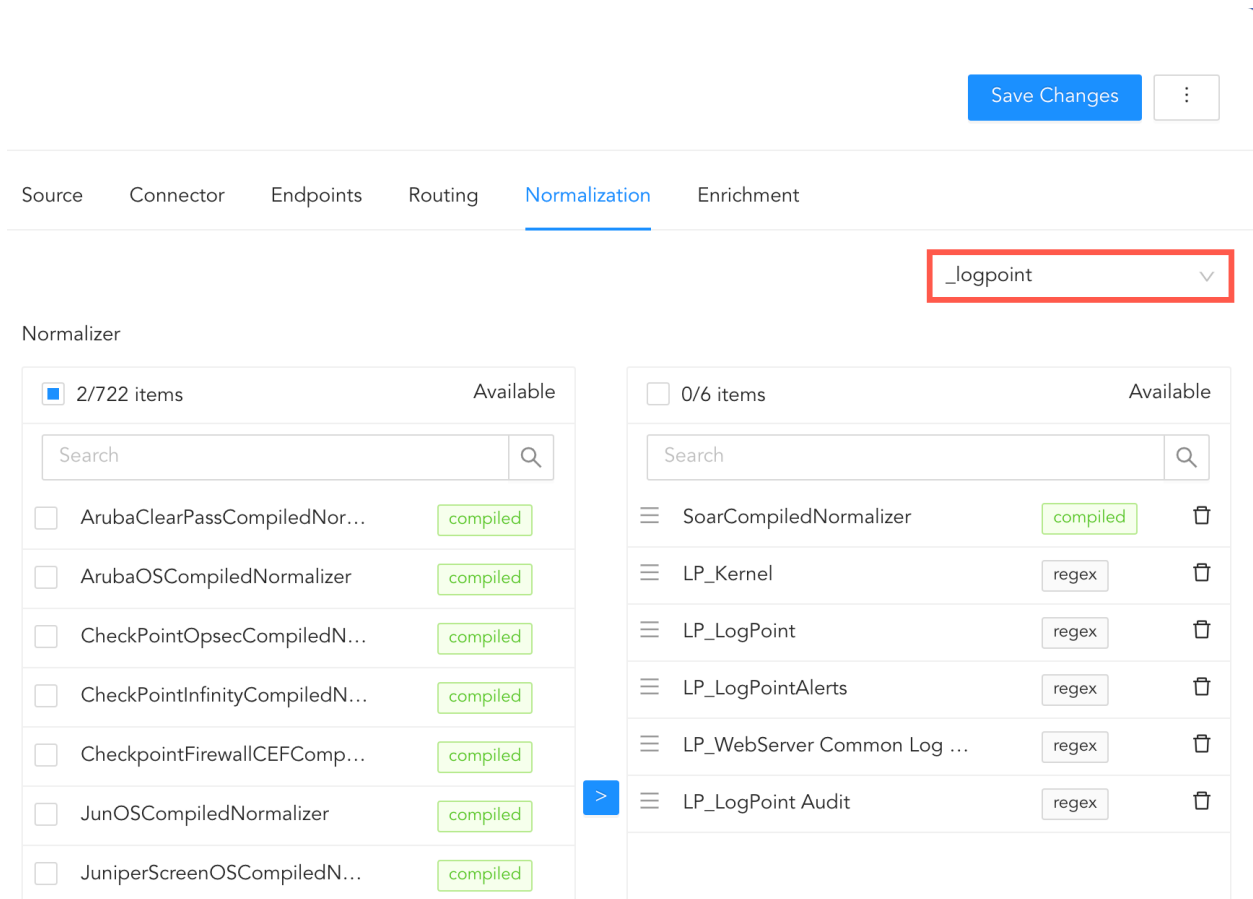 Save Changes
Source Connector Endpoints Routing Normalization Enrichment
_logpoint
Normalizer
2/722 items Available
Search
ArubaClearPassCompiledNor... compiled
ArubaOSCompiledNormalizer compiled
CheckPointOpsecCompiledN... compiled
CheckPointInfinityCompiledN... compiled
CheckpointFirewallCEFComp... compiled
JunOSCompiledNormalizer compiled
JuniperScreenOSCompiledN... compiled
>
0/6 items Available
Search
SoarCompiledNormalizer compiled
LP_Kernel regex
LP_LogPoint regex
LP_LogPointAlerts regex
LP_WebServer Common Log ... regex
LP_LogPoint Audit regex